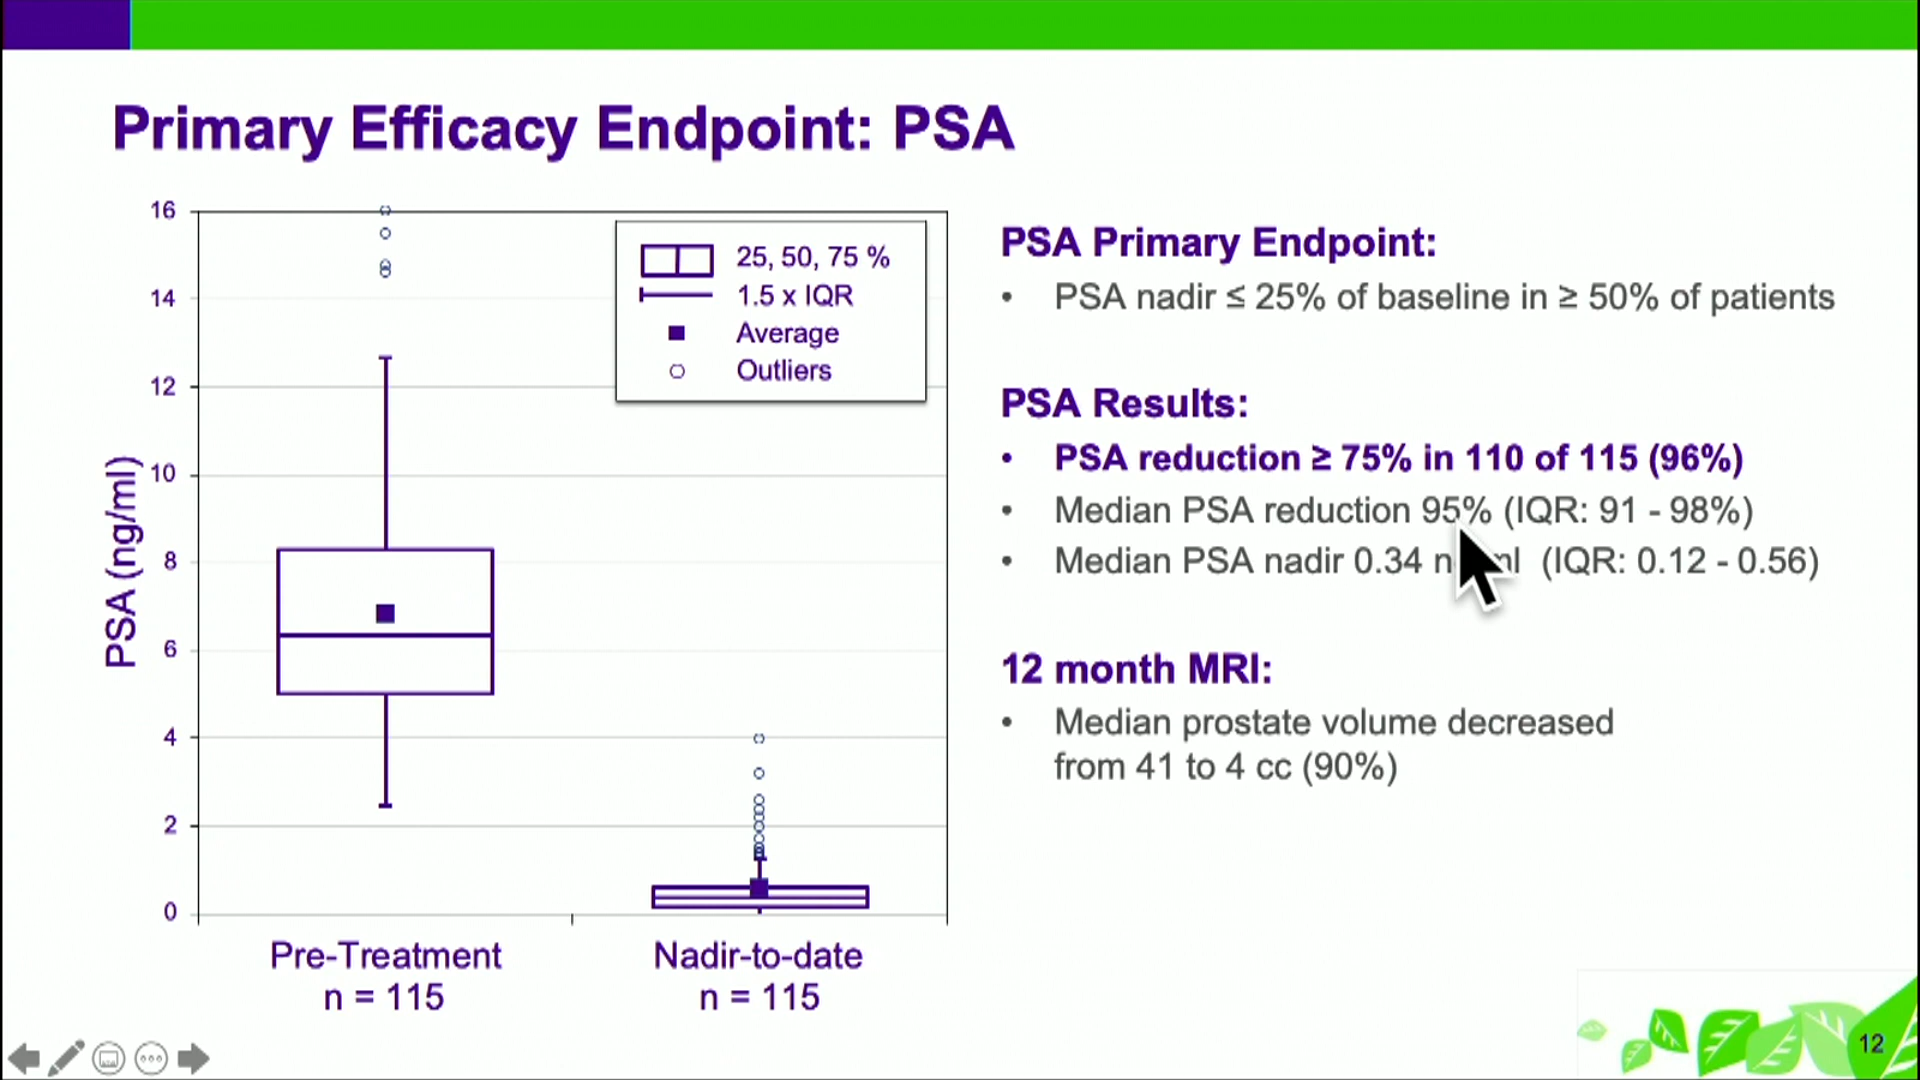 Primary Efficacy Endpoint: PSA
16
14
12
10
8
6
4
2
0
PSA (ng/ml)
25, 50, 75 %
1.5 x IQR
Average
Outliers
Pre-Treatment
n = 115
Nadir-to-date
n = 115
PSA Primary Endpoint:
• PSA nadir ≤ 25% of baseline in ≥ 50% of patients
PSA Results:
• PSA reduction ≥ 75% in 110 of 115 (96%)
• Median PSA reduction 95% (IQR: 91 - 98%)
• Median PSA nadir 0.34 (IQR: 0.12 - 0.56)
12 month MRI:
• Median prostate volume decreased
from 41 to 4 cc (90%)
12